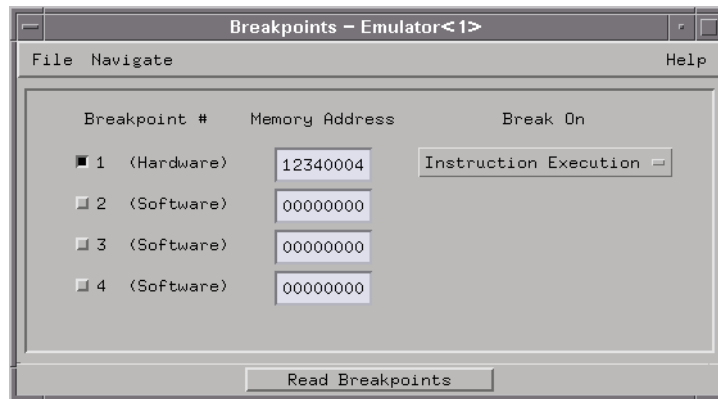 Breakpoints – Emulator<1>
File Navigate Help
Breakpoint # Memory Address Break On
1 (Hardware) 12340004 Instruction Execution
2 (Software) 00000000
3 (Software) 00000000
4 (Software) 00000000
Read Breakpoints